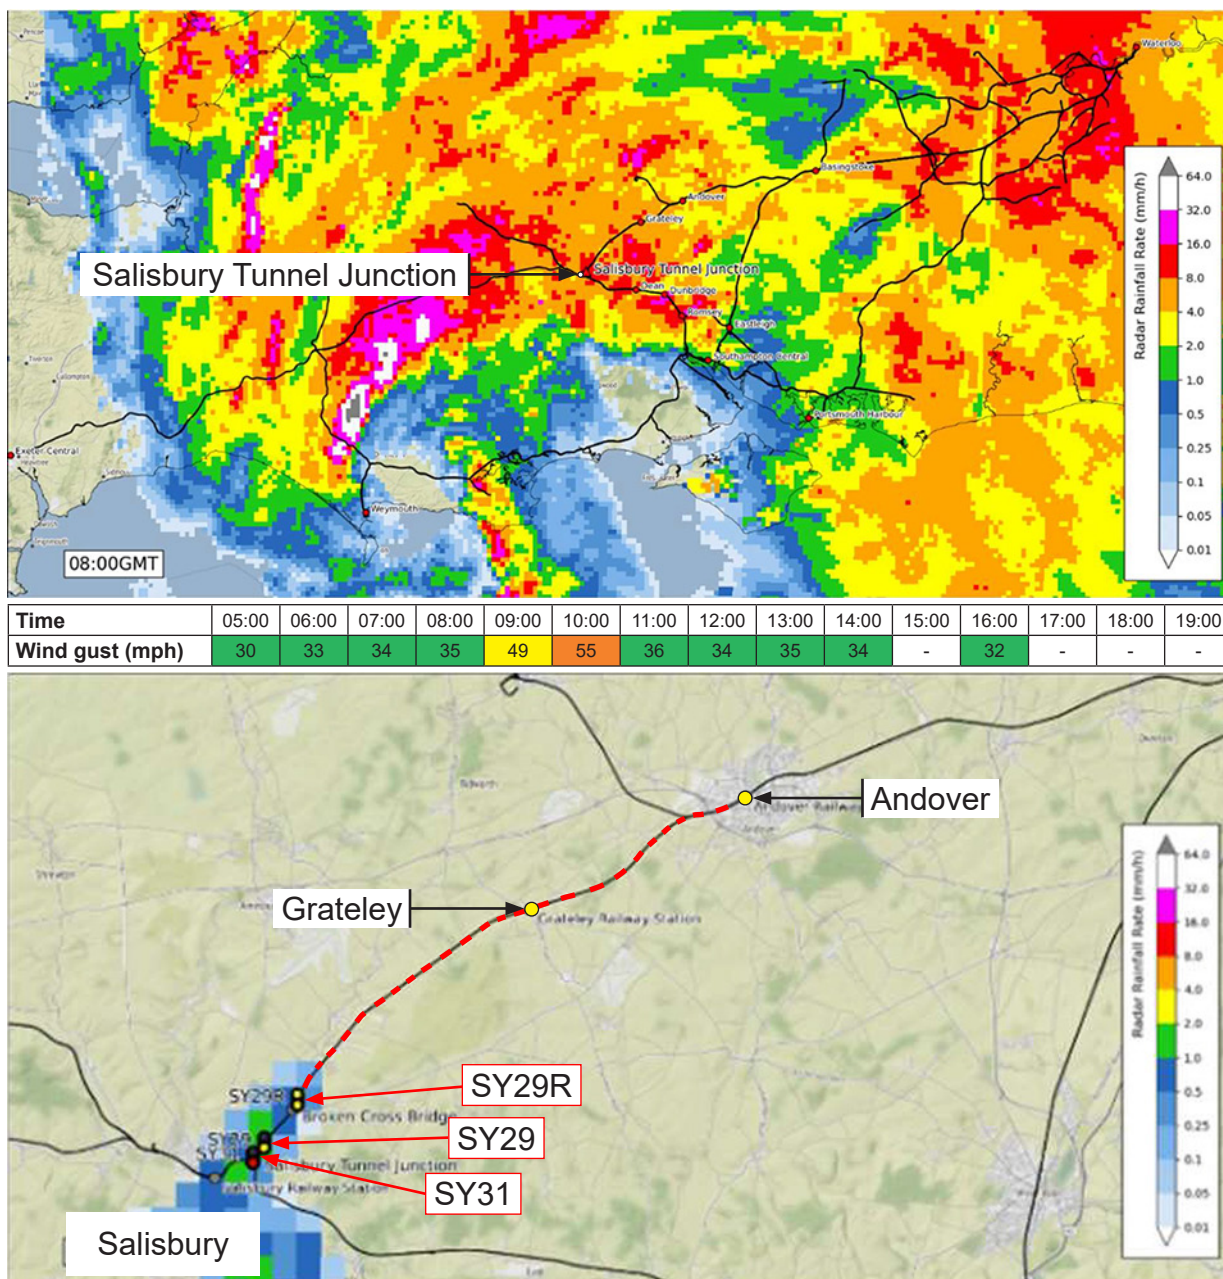 Waterloo
Basingstoke
Andover
Grateley
Salisbury Tunnel Junction
Salisbury Tunnel Junction
Dean
Dunbridge
Romsey
Eastleigh
Southampton Central
Portsmouth Harbour
Exeter Central
Weymouth
08:00GMT
Radar Rainfall Rate (mm/h)
64.0
32.0
16.0
8.0
4.0
2.0
1.0
0.5
0.25
0.1
0.05
0.01
Time 05:00 06:00 07:00 08:00 09:00 10:00 11:00 12:00 13:00 14:00 15:00 16:00 17:00 18:00 19:00
Wind gust (mph) 30 33 34 35 49 55 36 34 35 34 - 32 - - -
Andover
Andover Railway
Andover
Grateley
Grateley Railway Station
SY29R
SY29R
Broken Cross Bridge
SY29
SY31
Salisbury Tunnel Junction
Salisbury Railway Station
Salisbury
Radar Rainfall Rate (mm/h)
64.0
32.0
16.0
8.0
4.0
2.0
1.0
0.5
0.25
0.1
0.05
0.01